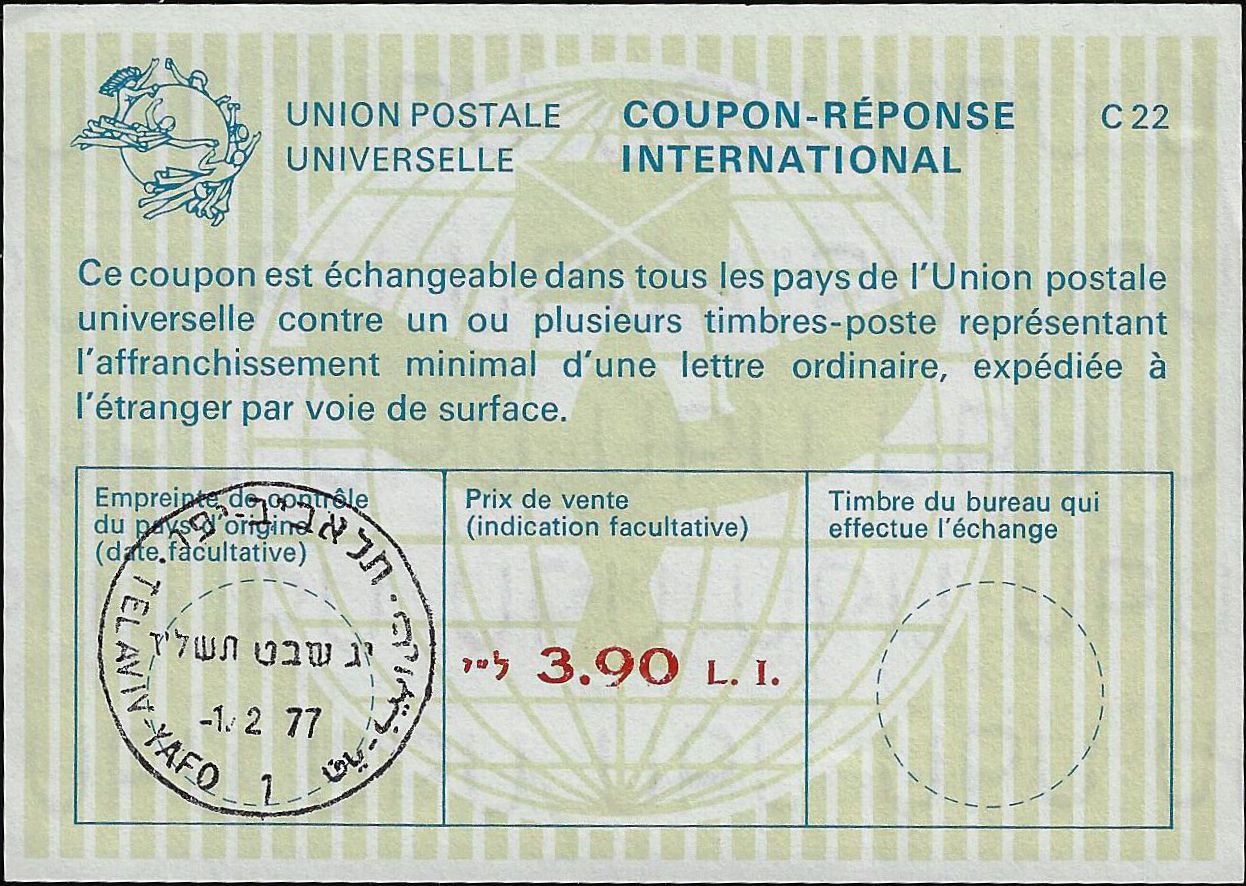 UNION POSTALE
UNIVERSELLE
COUPON-RÉPONSE
INTERNATIONAL
C 22
Ce coupon est échangeable dans tous les pays de l'Union postale
universelle contre un ou plusieurs timbres-poste représentant
l'affranchissement minimal d'une lettre ordinaire, expédiée à
l'étranger par voie de surface.
Empreinte de contrôle
du pays d'origine
(date facultative)
תל אביב-יפו
TEL AVIV-YAFO 1
יג שבט תשל״ז
-1. 2 77
Prix de vente
(indication facultative)
ל״י 3.90 L. I.
Timbre du bureau qui
effectue l'échange